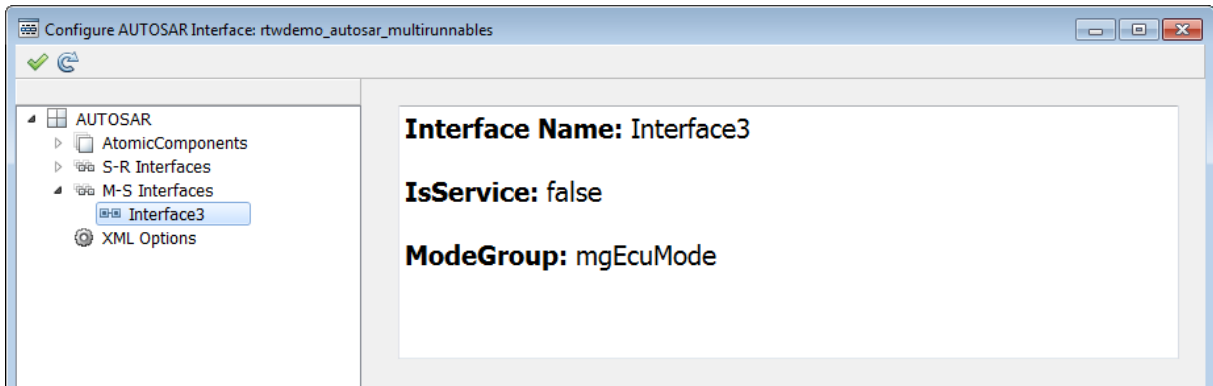 Configure AUTOSAR Interface: rtwdemo_autosar_multirunnables
AUTOSAR
AtomicComponents
S-R Interfaces
M-S Interfaces
Interface3
XML Options
Interface Name: Interface3
IsService: false
ModeGroup: mgEcuMode